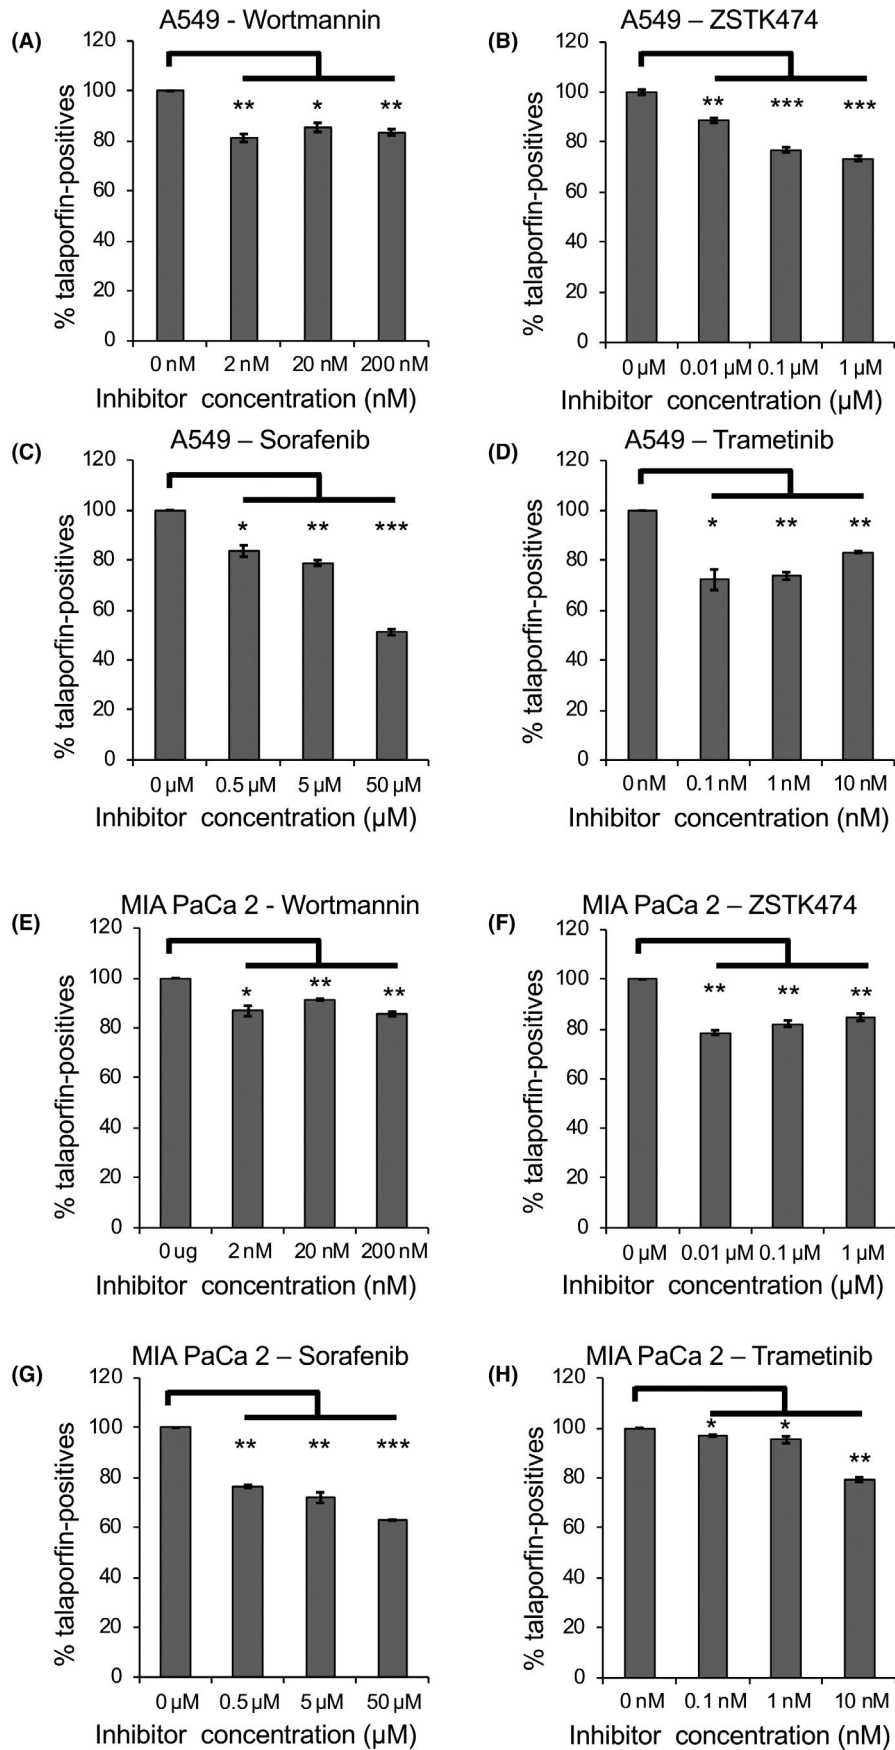 (A)
A549 - Wortmannin
120
100
80
60
40
20
0
% talaporfin-positives
** * **
0 nM 2 nM 20 nM 200 nM
Inhibitor concentration (nM)
(B)
A549 – ZSTK474
120
100
80
60
40
20
0
% talaporfin-positives
** *** ***
0 µM 0.01 µM 0.1 µM 1 µM
Inhibitor concentration (µM)
(C)
A549 – Sorafenib
120
100
80
60
40
20
0
% talaporfin-positives
* ** ***
0 µM 0.5 µM 5 µM 50 µM
Inhibitor concentration (µM)
(D)
A549 – Trametinib
120
100
80
60
40
20
0
% talaporfin-positives
* ** **
0 nM 0.1 nM 1 nM 10 nM
Inhibitor concentration (nM)
(E)
MIA PaCa 2 - Wortmannin
120
100
80
60
40
20
0
% talaporfin-positives
* ** **
0 ug 2 nM 20 nM 200 nM
Inhibitor concentration (nM)
(F)
MIA PaCa 2 – ZSTK474
120
100
80
60
40
20
0
% talaporfin-positives
** ** **
0 µM 0.01 µM 0.1 µM 1 µM
Inhibitor concentration (µM)
(G)
MIA PaCa 2 – Sorafenib
120
100
80
60
40
20
0
% talaporfin-positives
** ** ***
0 µM 0.5 µM 5 µM 50 µM
Inhibitor concentration (µM)
(H)
MIA PaCa 2 – Trametinib
120
100
80
60
40
20
0
% talaporfin-positives
* * **
0 nM 0.1 nM 1 nM 10 nM
Inhibitor concentration (nM)